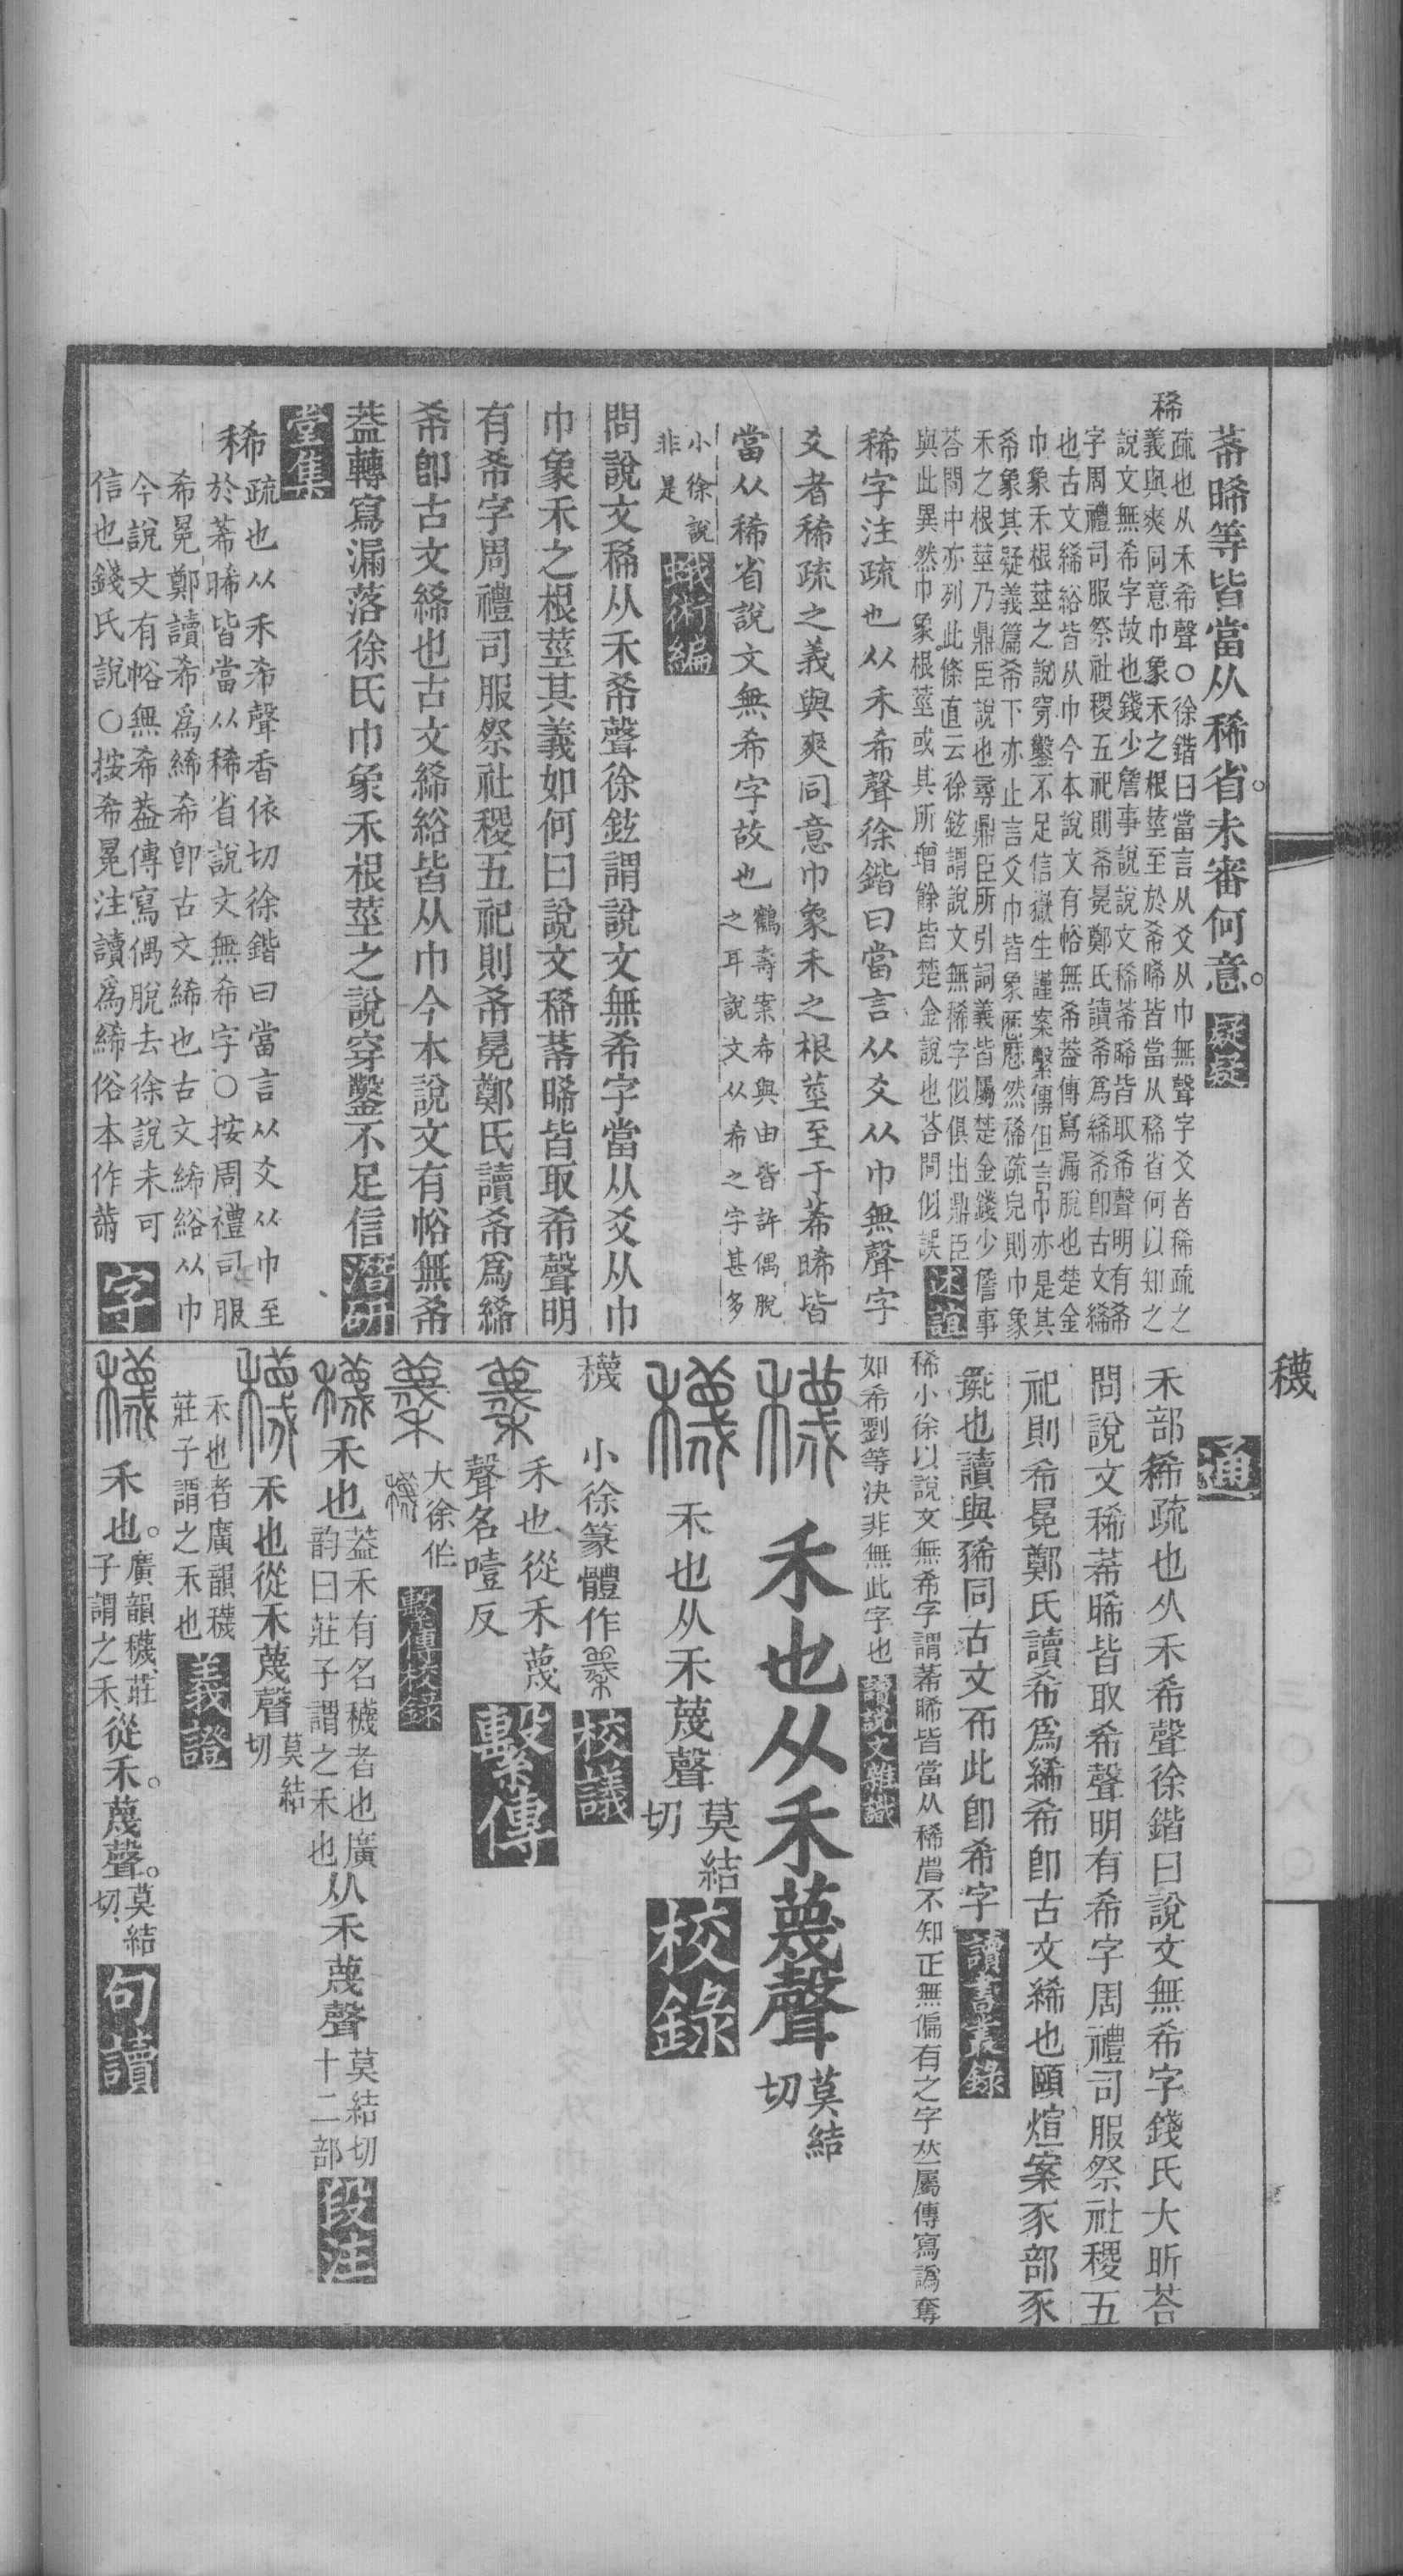 莃晞等皆當从稀省未審何意 疑疑
稀
疏也从禾希聲〇徐鍇曰當言从爻从巾無聲字爻者稀疏之
義與爽同意巾象禾之根莖至於希晞皆當从稀省何以知之
說文無希字故也錢少詹事說說文稀莃晞皆取希聲明有希
字周禮司服祭社稷五祀則希冕鄭氏讀希爲絺希卽古文絺
也古文絺綌皆从巾今本說文有帢無希葢傳寫漏脫也楚金
巾象禾根莖之說穿鑿不足信嶽生謹案繫傳但言巾亦是其
希象其疑義篇希下亦止言爻巾皆象歷歷然稀疏皃則巾象
禾之根莖乃鼎臣說也尋鼎臣所引詞義皆屬楚金錢少詹事
荅問中亦列此條直云徐鉉謂說文無稀字似俱出鼎臣
與此異然巾象根莖或其所增餘皆楚金說也荅問似誤 述誼
稀字注疏也从禾希聲徐鍇曰當言从爻从巾無聲字
爻者稀疏之義與爽同意巾象禾之根莖至于莃晞皆
當从稀省說文無希字故也
鶴壽案希與由皆許偶脫
之耳說文从希之字甚多
小徐說
非是 蛾術編
問說文稀从禾希聲徐鉉謂說文無希字當从爻从巾
巾象禾之根莖其義如何曰說文稀莃晞皆取希聲明
有希字周禮司服祭社稷五祀則希冕鄭氏讀希爲絺
希卽古文絺也古文絺綌皆从巾今本說文有帢無希
葢轉寫漏落徐氏巾象禾根莖之說穿鑿不足信 潛研
堂集
稀
疏也从禾希聲香依切徐鍇曰當言从爻从巾至
於莃晞皆當从稀省說文無希字〇按周禮司服
希冕鄭讀希爲絺希卽古文絺也古文絺綌从巾
今說文有帢無希葢傳寫偶脫去徐說未可
信也錢氏說〇按希冕注讀爲絺俗本作黹 字
通
禾部稀疏也从禾希聲徐鍇曰說文無希字錢氏大昕荅
問說文稀莃晞皆取希聲明有希字周禮司服祭社稷五
祀則希冕鄭氏讀希爲絺希卽古文絺也頤煊案豕部豕
㲋也讀與豨同古文㣇此卽希字 讀書叢錄
稀小徐以說文無希字謂莃晞皆當从稀省不知正無偏有之字竝屬傳寫譌奪
如希劉等決非無此字也 讀說文雜識
禾也从禾蔑聲
莫結
切
禾也从禾蔑聲
莫結
切 校錄
穖 小徐篆體作 校議
禾也從禾蔑
聲名噎反 繫傳
大徐作 繫傳校錄
禾也
葢禾有名穖者也廣
韵曰莊子謂之禾也
从禾蔑聲
莫結切
十二部 段注
禾也從禾蔑聲
莫結
切
禾也者廣韻穖
莊子謂之禾也 義證
禾也。
廣韻穖莊
子謂之禾
從禾。蔑聲。
莫結
切 句讀